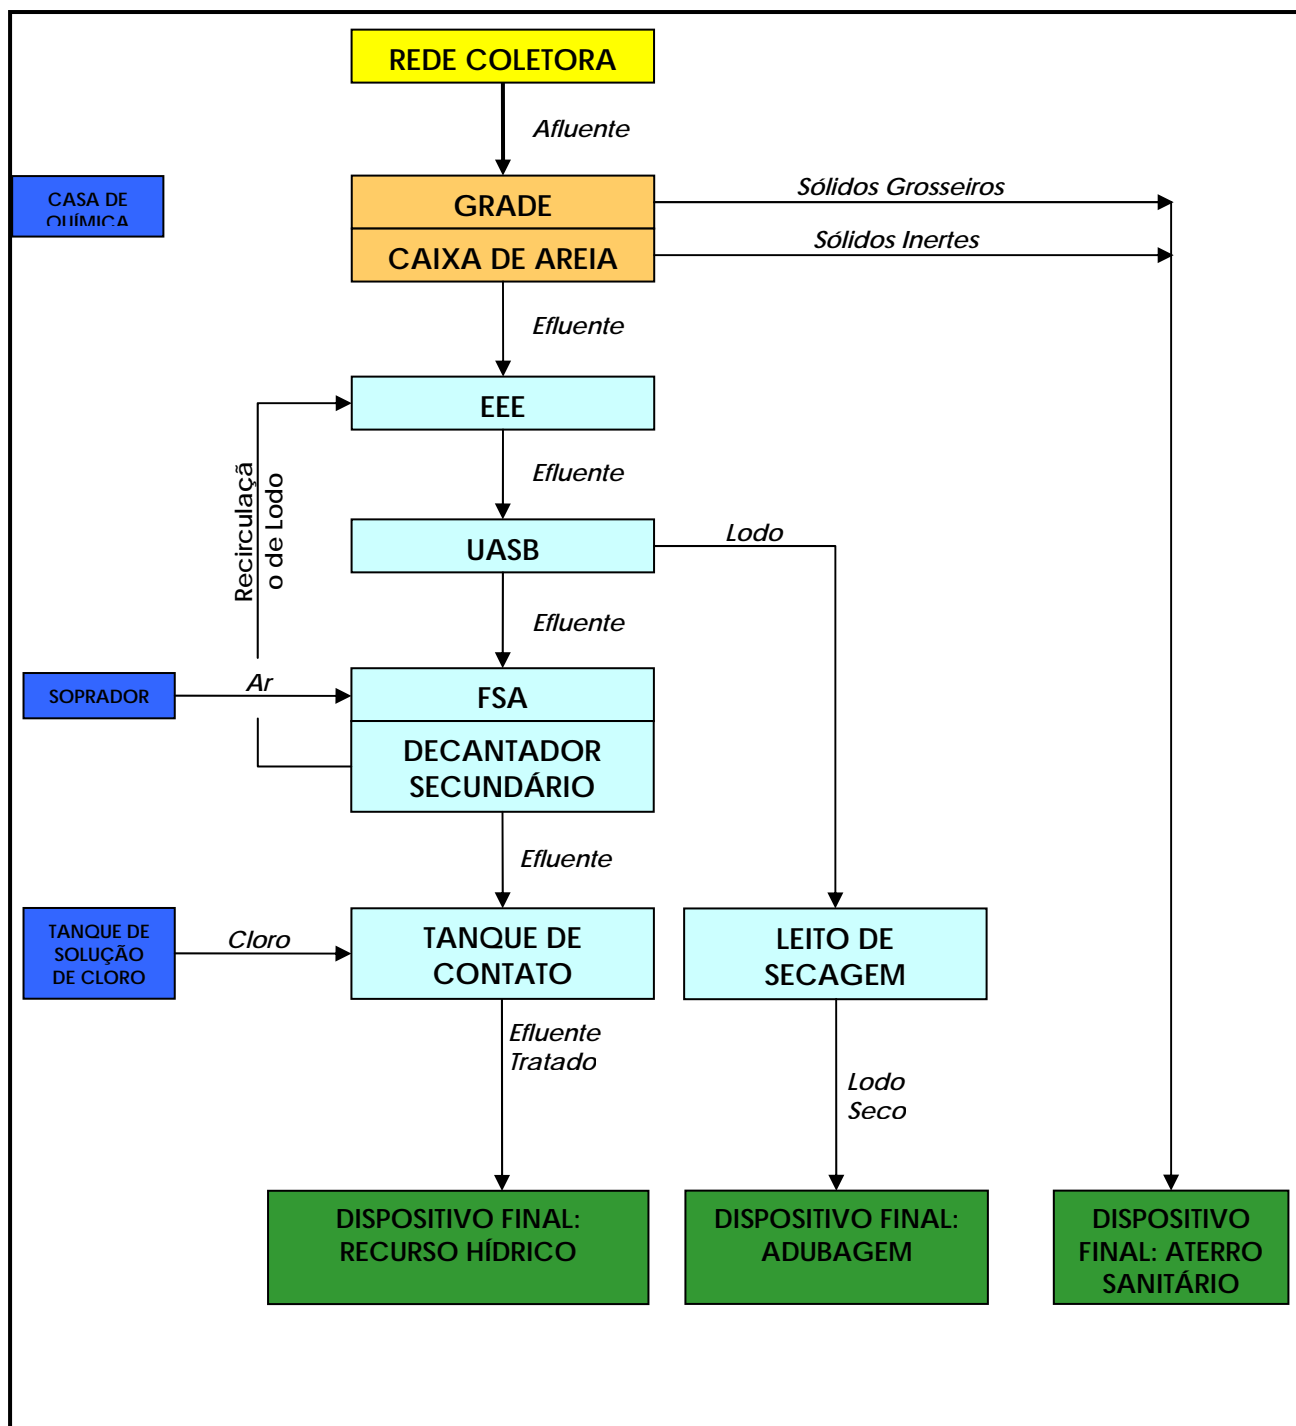 REDE COLETORA
Afluente
CASA DE
QUÍMICA
GRADE
Sólidos Grosseiros
CAIXA DE AREIA
Sólidos Inertes
Efluente
EEE
Recirculaçã
o de Lodo
Efluente
UASB
Lodo
Efluente
SOPRADOR
Ar
FSA
DECANTADOR
SECUNDÁRIO
Efluente
TANQUE DE
SOLUÇÃO
DE CLORO
Cloro
TANQUE DE
CONTATO
LEITO DE
SECAGEM
Efluente
Tratado
Lodo
Seco
DISPOSITIVO FINAL:
RECURSO HÍDRICO
DISPOSITIVO FINAL:
ADUBAGEM
DISPOSITIVO
FINAL: ATERRO
SANITÁRIO